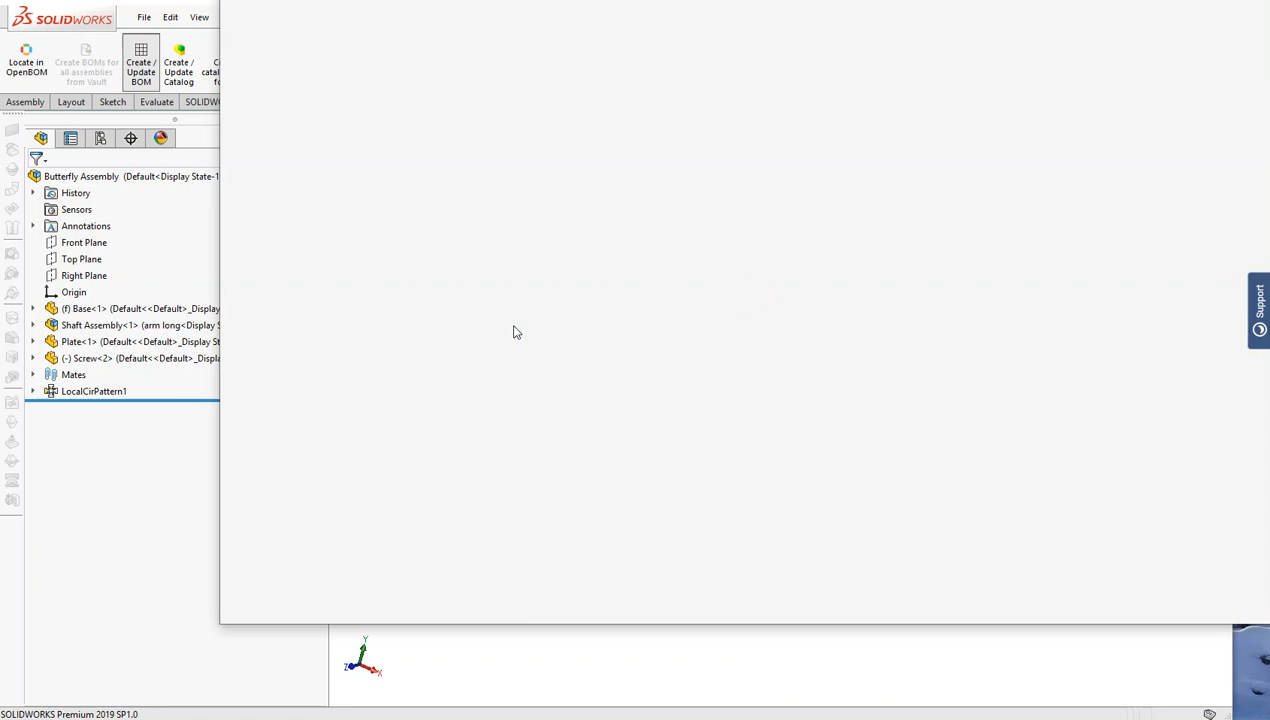 SOLIDWORKS
File Edit View
Locate in OpenBOM
Create BOMs for all assemblies from Vault
Create / Update BOM
Create / Update Catalog
Assembly Layout Sketch Evaluate
Butterfly Assembly (Default<Display State-1
History
Sensors
Annotations
Front Plane
Top Plane
Right Plane
Origin
(f) Base<1> (Default<<Default>_Display
Shaft Assembly<1> (arm long<Display S
Plate<1> (Default<<Default>_Display
(-) Screw<2> (Default<<Default>_Displa
Mates
LocalCirPattern1
Support
Y
Z
X
SOLIDWORKS Premium 2019 SP1.0